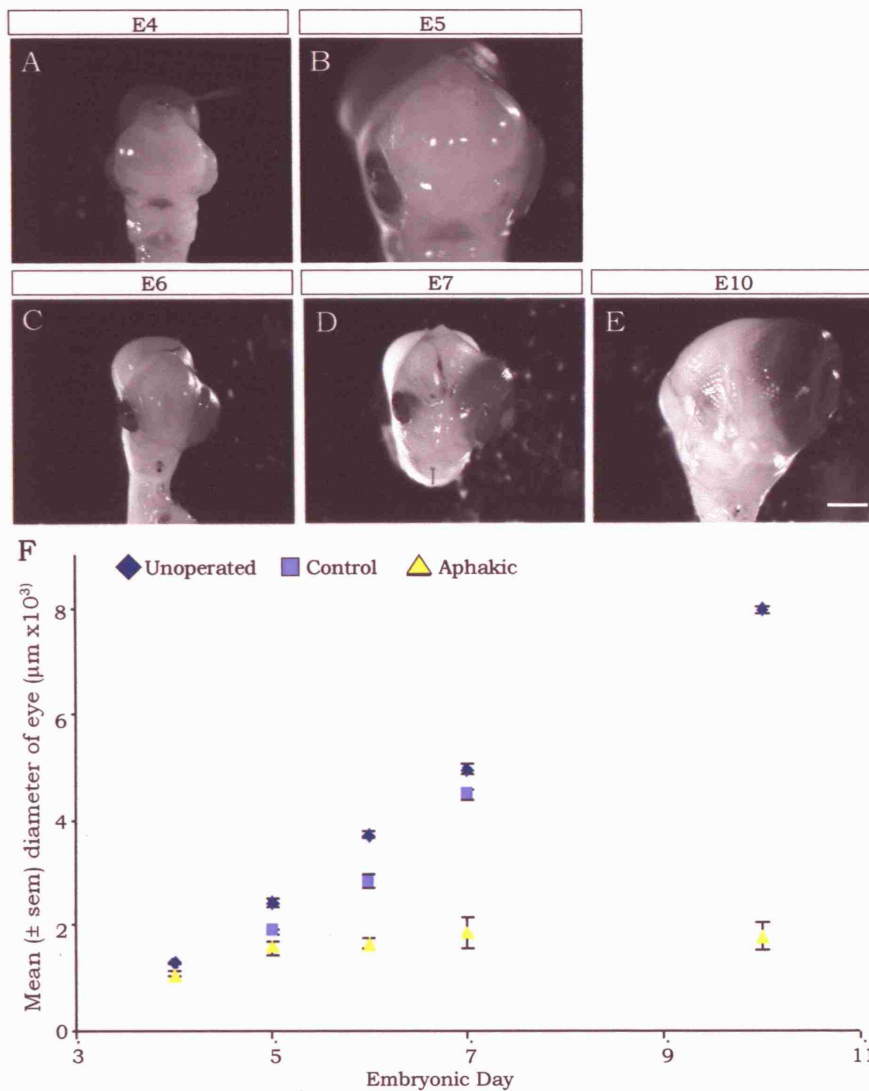 E4 E5
A B
E6 E7 E10
C D E
F
Unoperated Control Aphakic
Mean (± sem) diameter of eye (µm x10³)
8
6
4
2
0
3 5 7 9 11
Embryonic Day